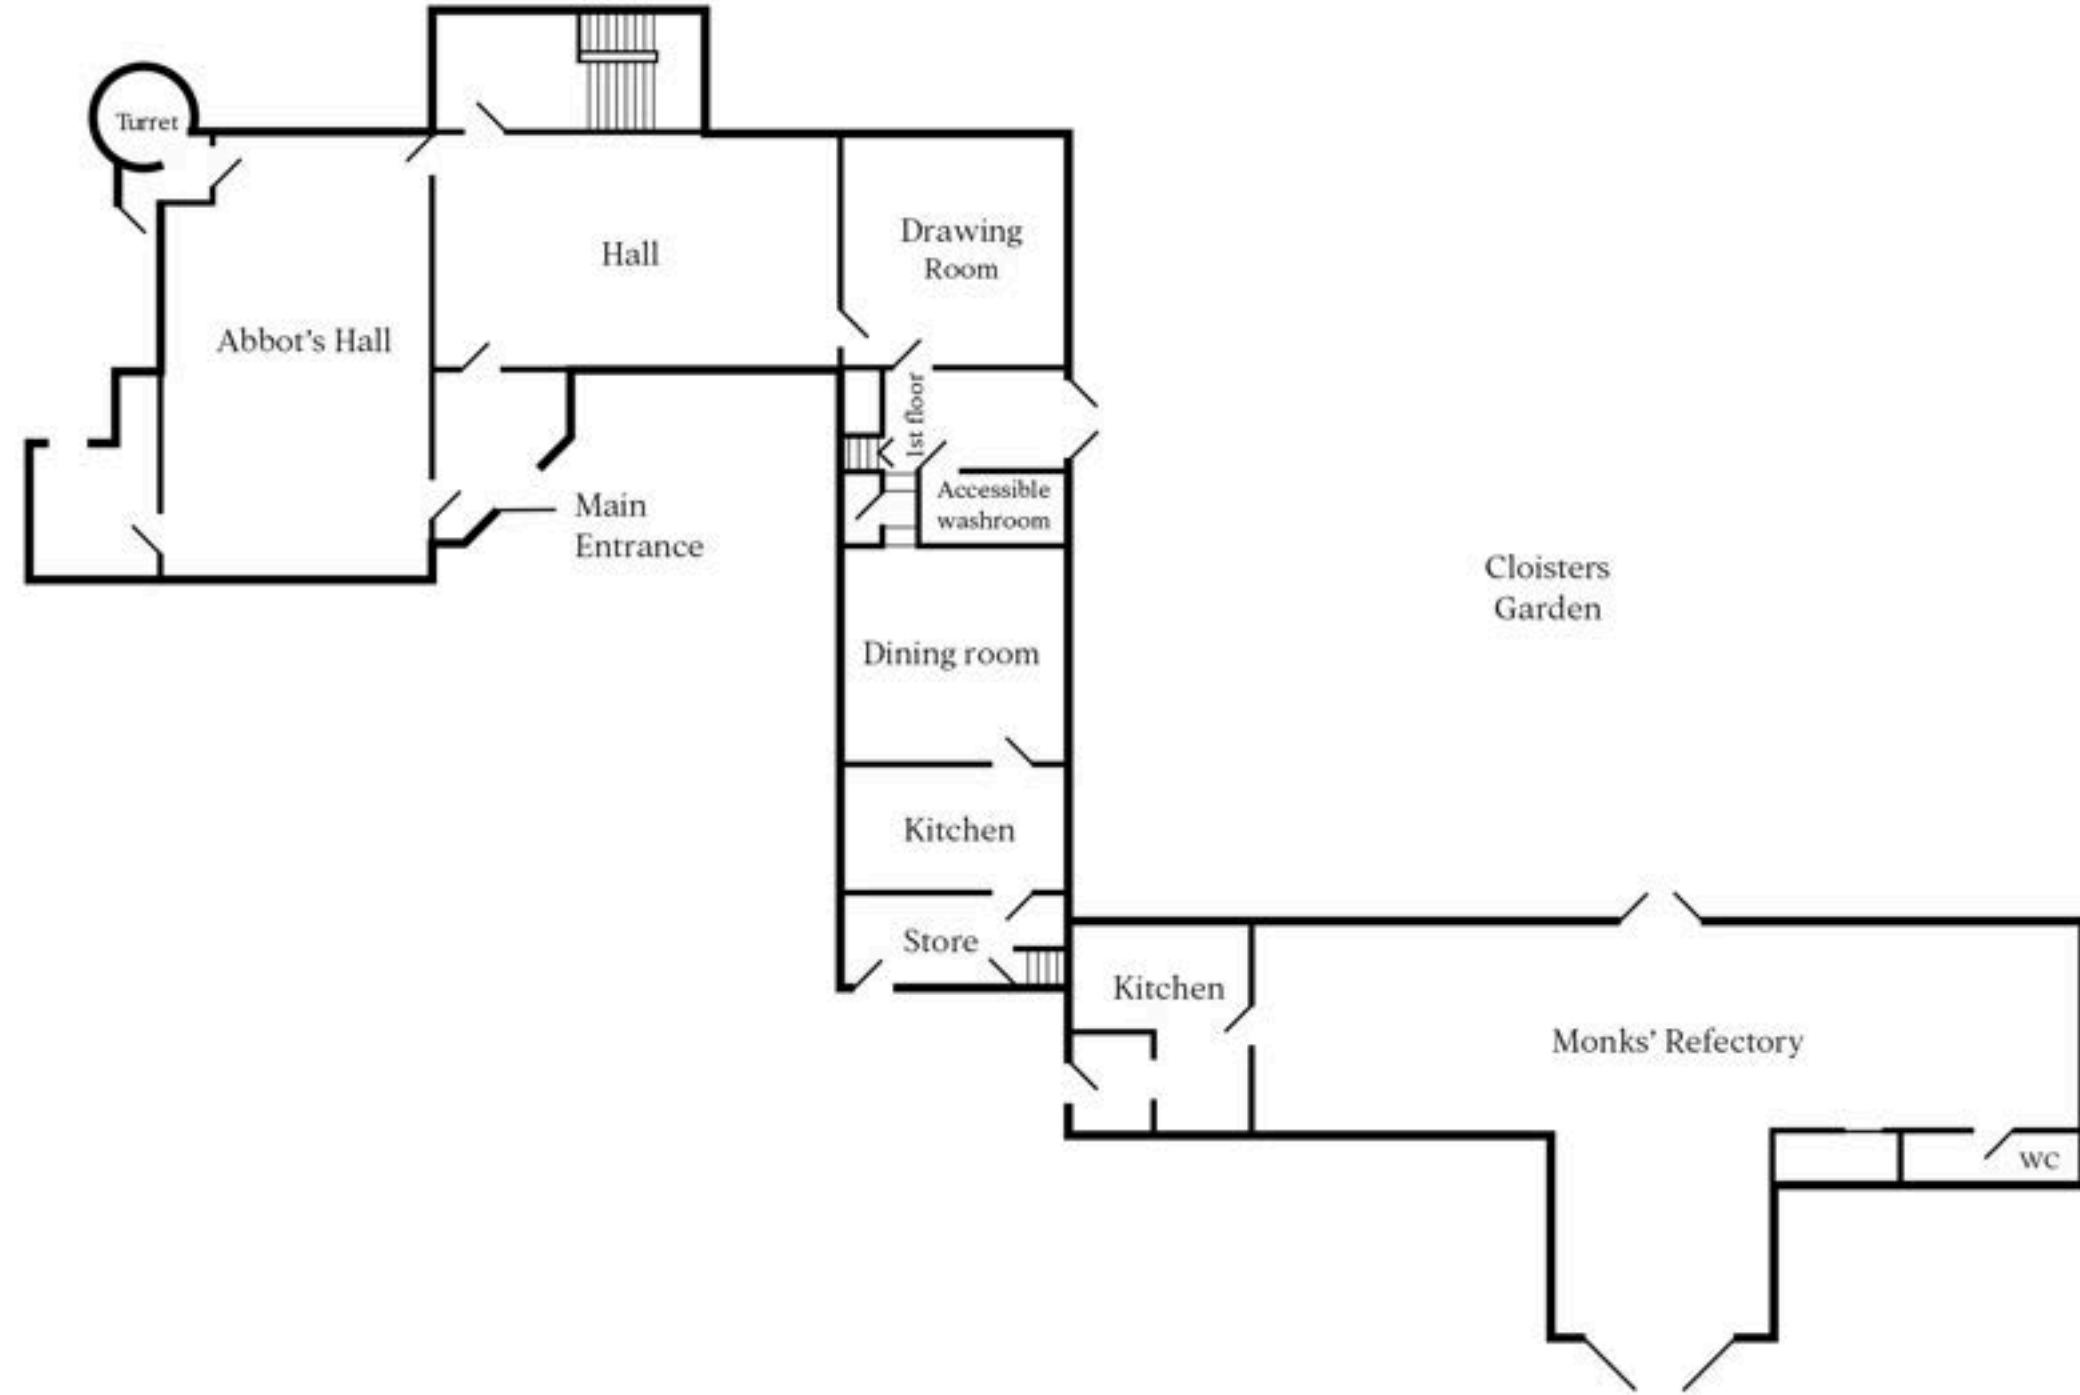 Turret
Hall
Drawing
Room
Abbot's Hall
1st floor
Main
Entrance
Accessible
washroom
Cloisters
Garden
Dining room
Kitchen
Store
Kitchen
Monks' Refectory
wc